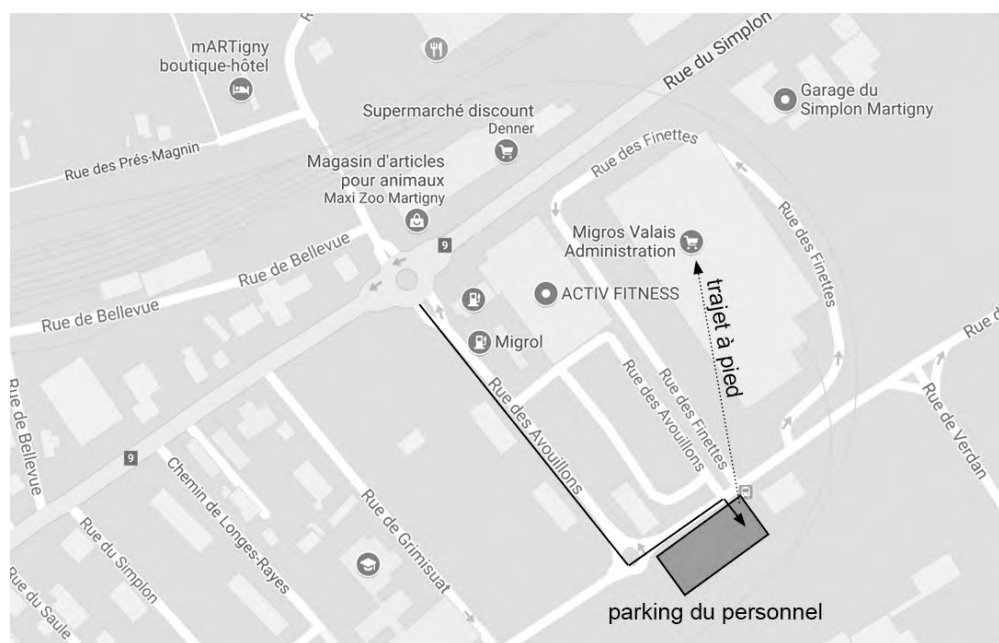 mARTigny
boutique-hôtel
Rue du Simplon
Garage du
Simplon Martigny
Supermarché discount
Denner
Rue des Prés-Magnin
Magasin d'articles
pour animaux
Maxi Zoo Martigny
Rue des Finettes
9
Rue de Bellevue
Rue de Bellevue
Migros Valais
Administration
Rue des Finettes
ACTIV FITNESS
trajet à pied
Migrol
Rue des Avouillons
Rue des Avouillons
Rue des Finettes
Rue de Bellevue
Rue de Verdan
9
Chemin de Longes-Rayes
Rue de Grimisuat
Rue du Simplon
Rue du Saule
parking du personnel